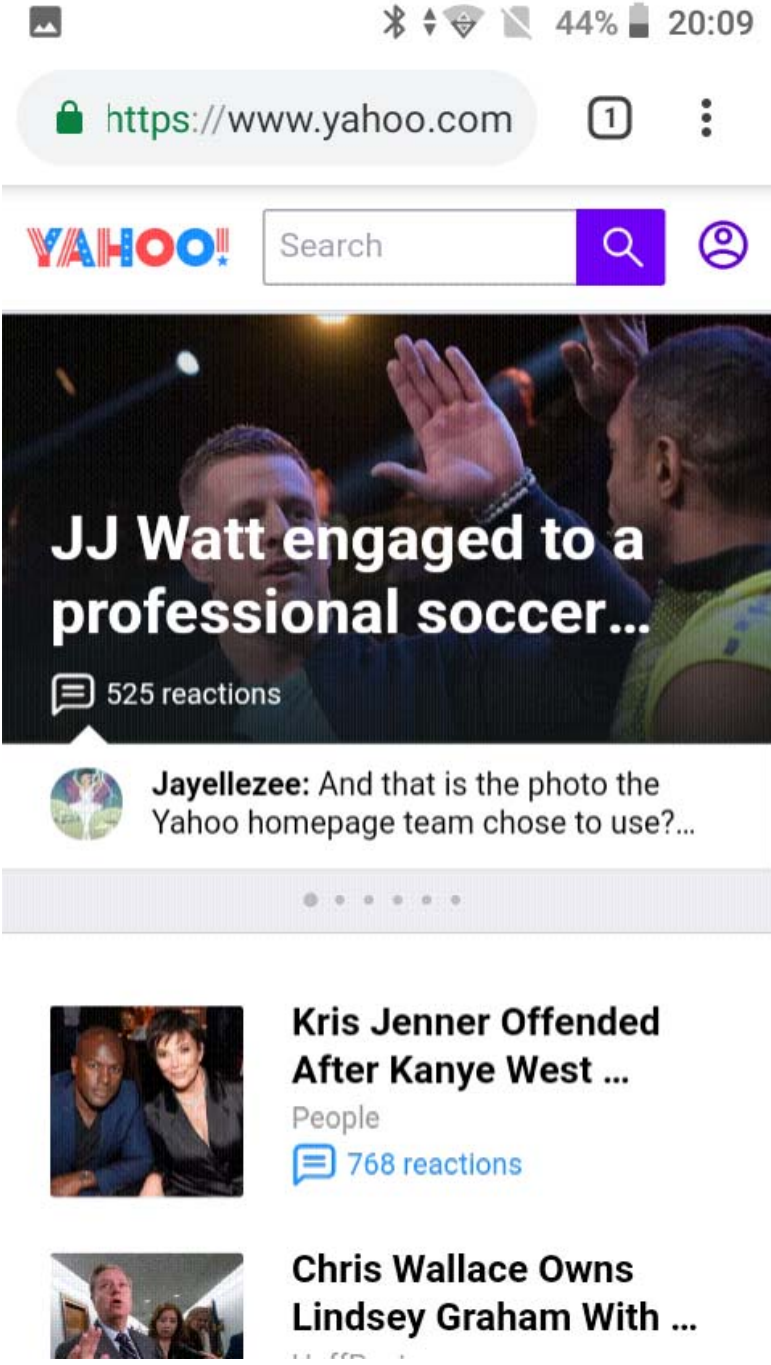 44% 20:09
https://www.yahoo.com 1
YAHOO! Search
JJ Watt engaged to a
professional soccer...
525 reactions
Jayellezee: And that is the photo the
Yahoo homepage team chose to use?...
Kris Jenner Offended
After Kanye West ...
People
768 reactions
Chris Wallace Owns
Lindsey Graham With ...